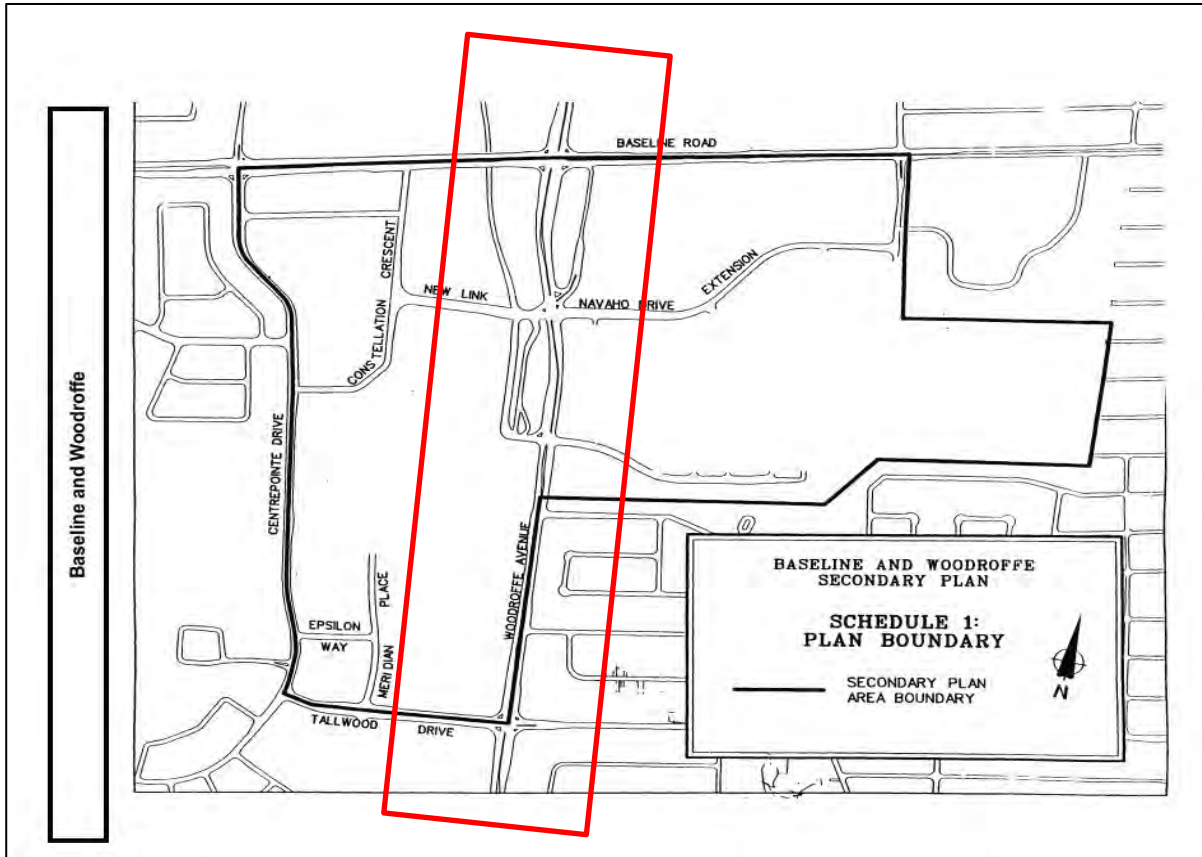 Baseline and Woodroffe
BASELINE ROAD
CONSTELLATION CRESCENT
NEW LINK
NAVAHO DRIVE
EXTENSION
CENTREPOINTE DRIVE
WOODROFFE AVENUE
EPSILON
WAY
MERIDIAN PLACE
TALLWOOD DRIVE
BASELINE AND WOODROFFE
SECONDARY PLAN
SCHEDULE 1:
PLAN BOUNDARY
SECONDARY PLAN
AREA BOUNDARY
N